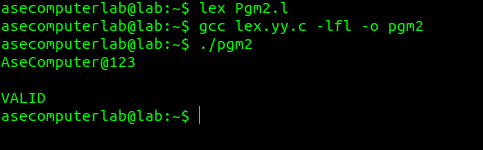 asecomputerlab@lab:~$ lex Pgm2.l
asecomputerlab@lab:~$ gcc lex.yy.c -lfl -o pgm2
asecomputerlab@lab:~$ ./pgm2
AseComputer@123
VALID
asecomputerlab@lab:~$